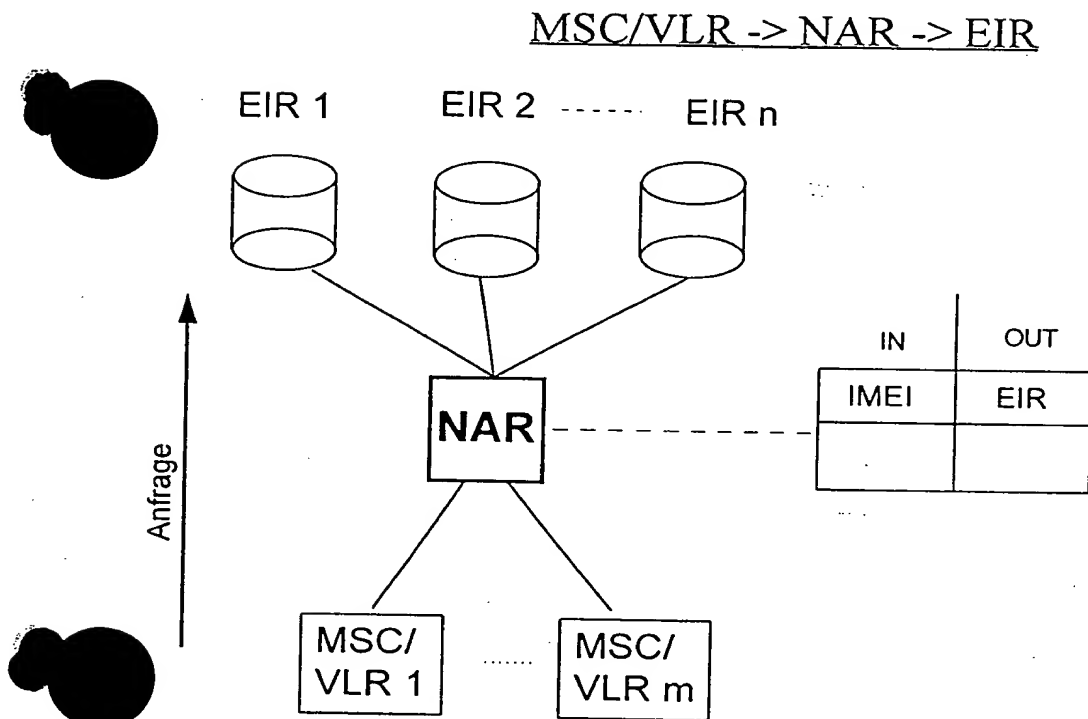 MSC/VLR -> NAR -> EIR
EIR 1 EIR 2 ------ EIR n
IN OUT
IMEI EIR
NAR
Anfrage
MSC/ MSC/
VLR 1 ....... VLR m